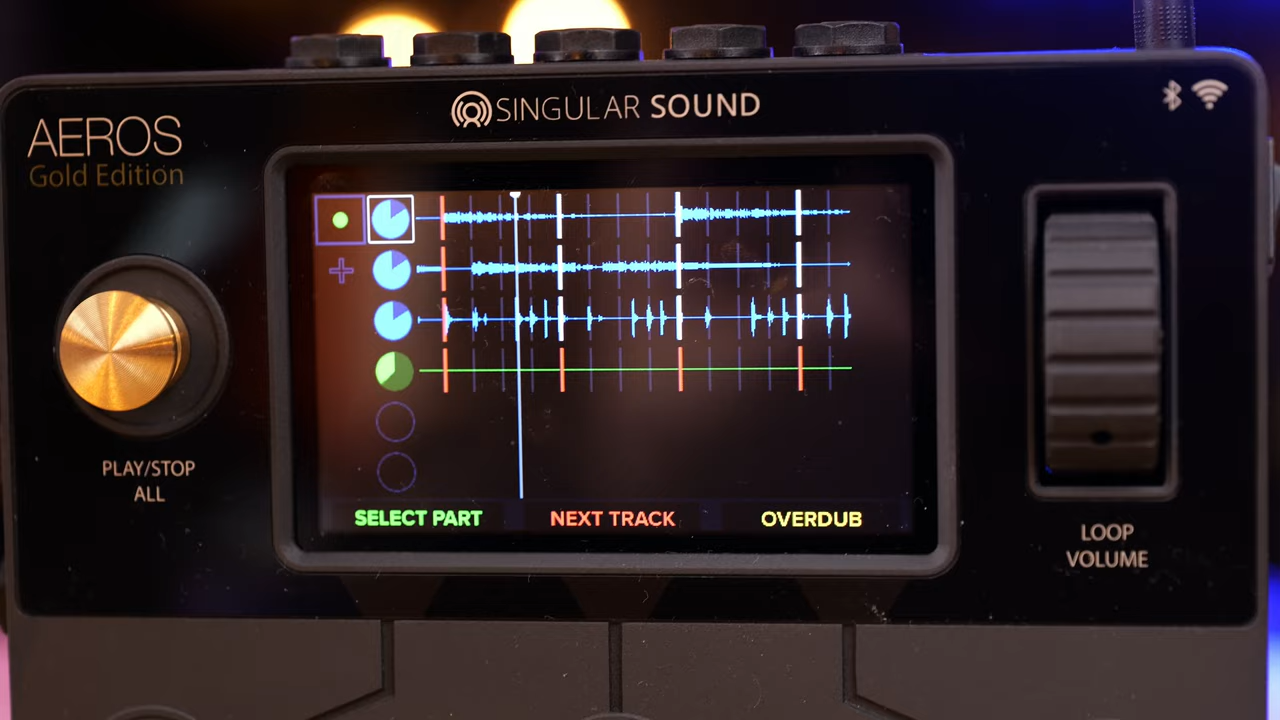 SINGULAR SOUND
AEROS
Gold Edition
PLAY/STOP
ALL
SELECT PART
NEXT TRACK
OVERDUB
LOOP
VOLUME